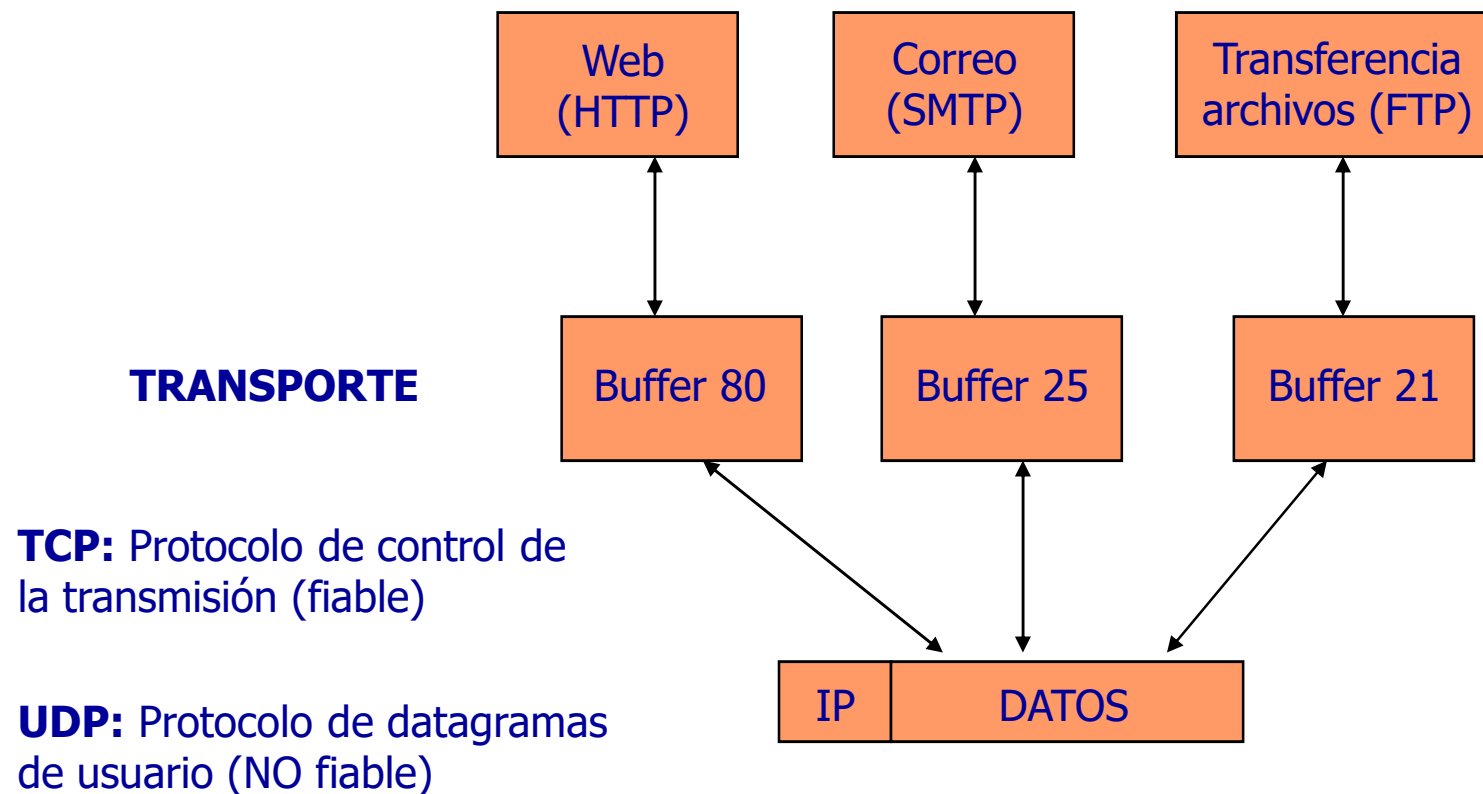 Web
(HTTP)
Correo
(SMTP)
Transferencia
archivos (FTP)
TRANSPORTE
Buffer 80
Buffer 25
Buffer 21
TCP: Protocolo de control de
la transmisión (fiable)
UDP: Protocolo de datagramas
de usuario (NO fiable)
IP
DATOS